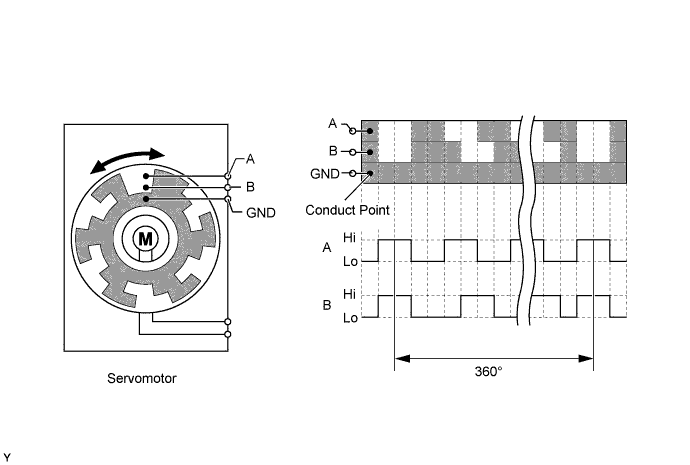 A
B
GND
M
Servomotor
A
B
GND
Conduct Point
A
Hi
Lo
B
Hi
Lo
360°
Y